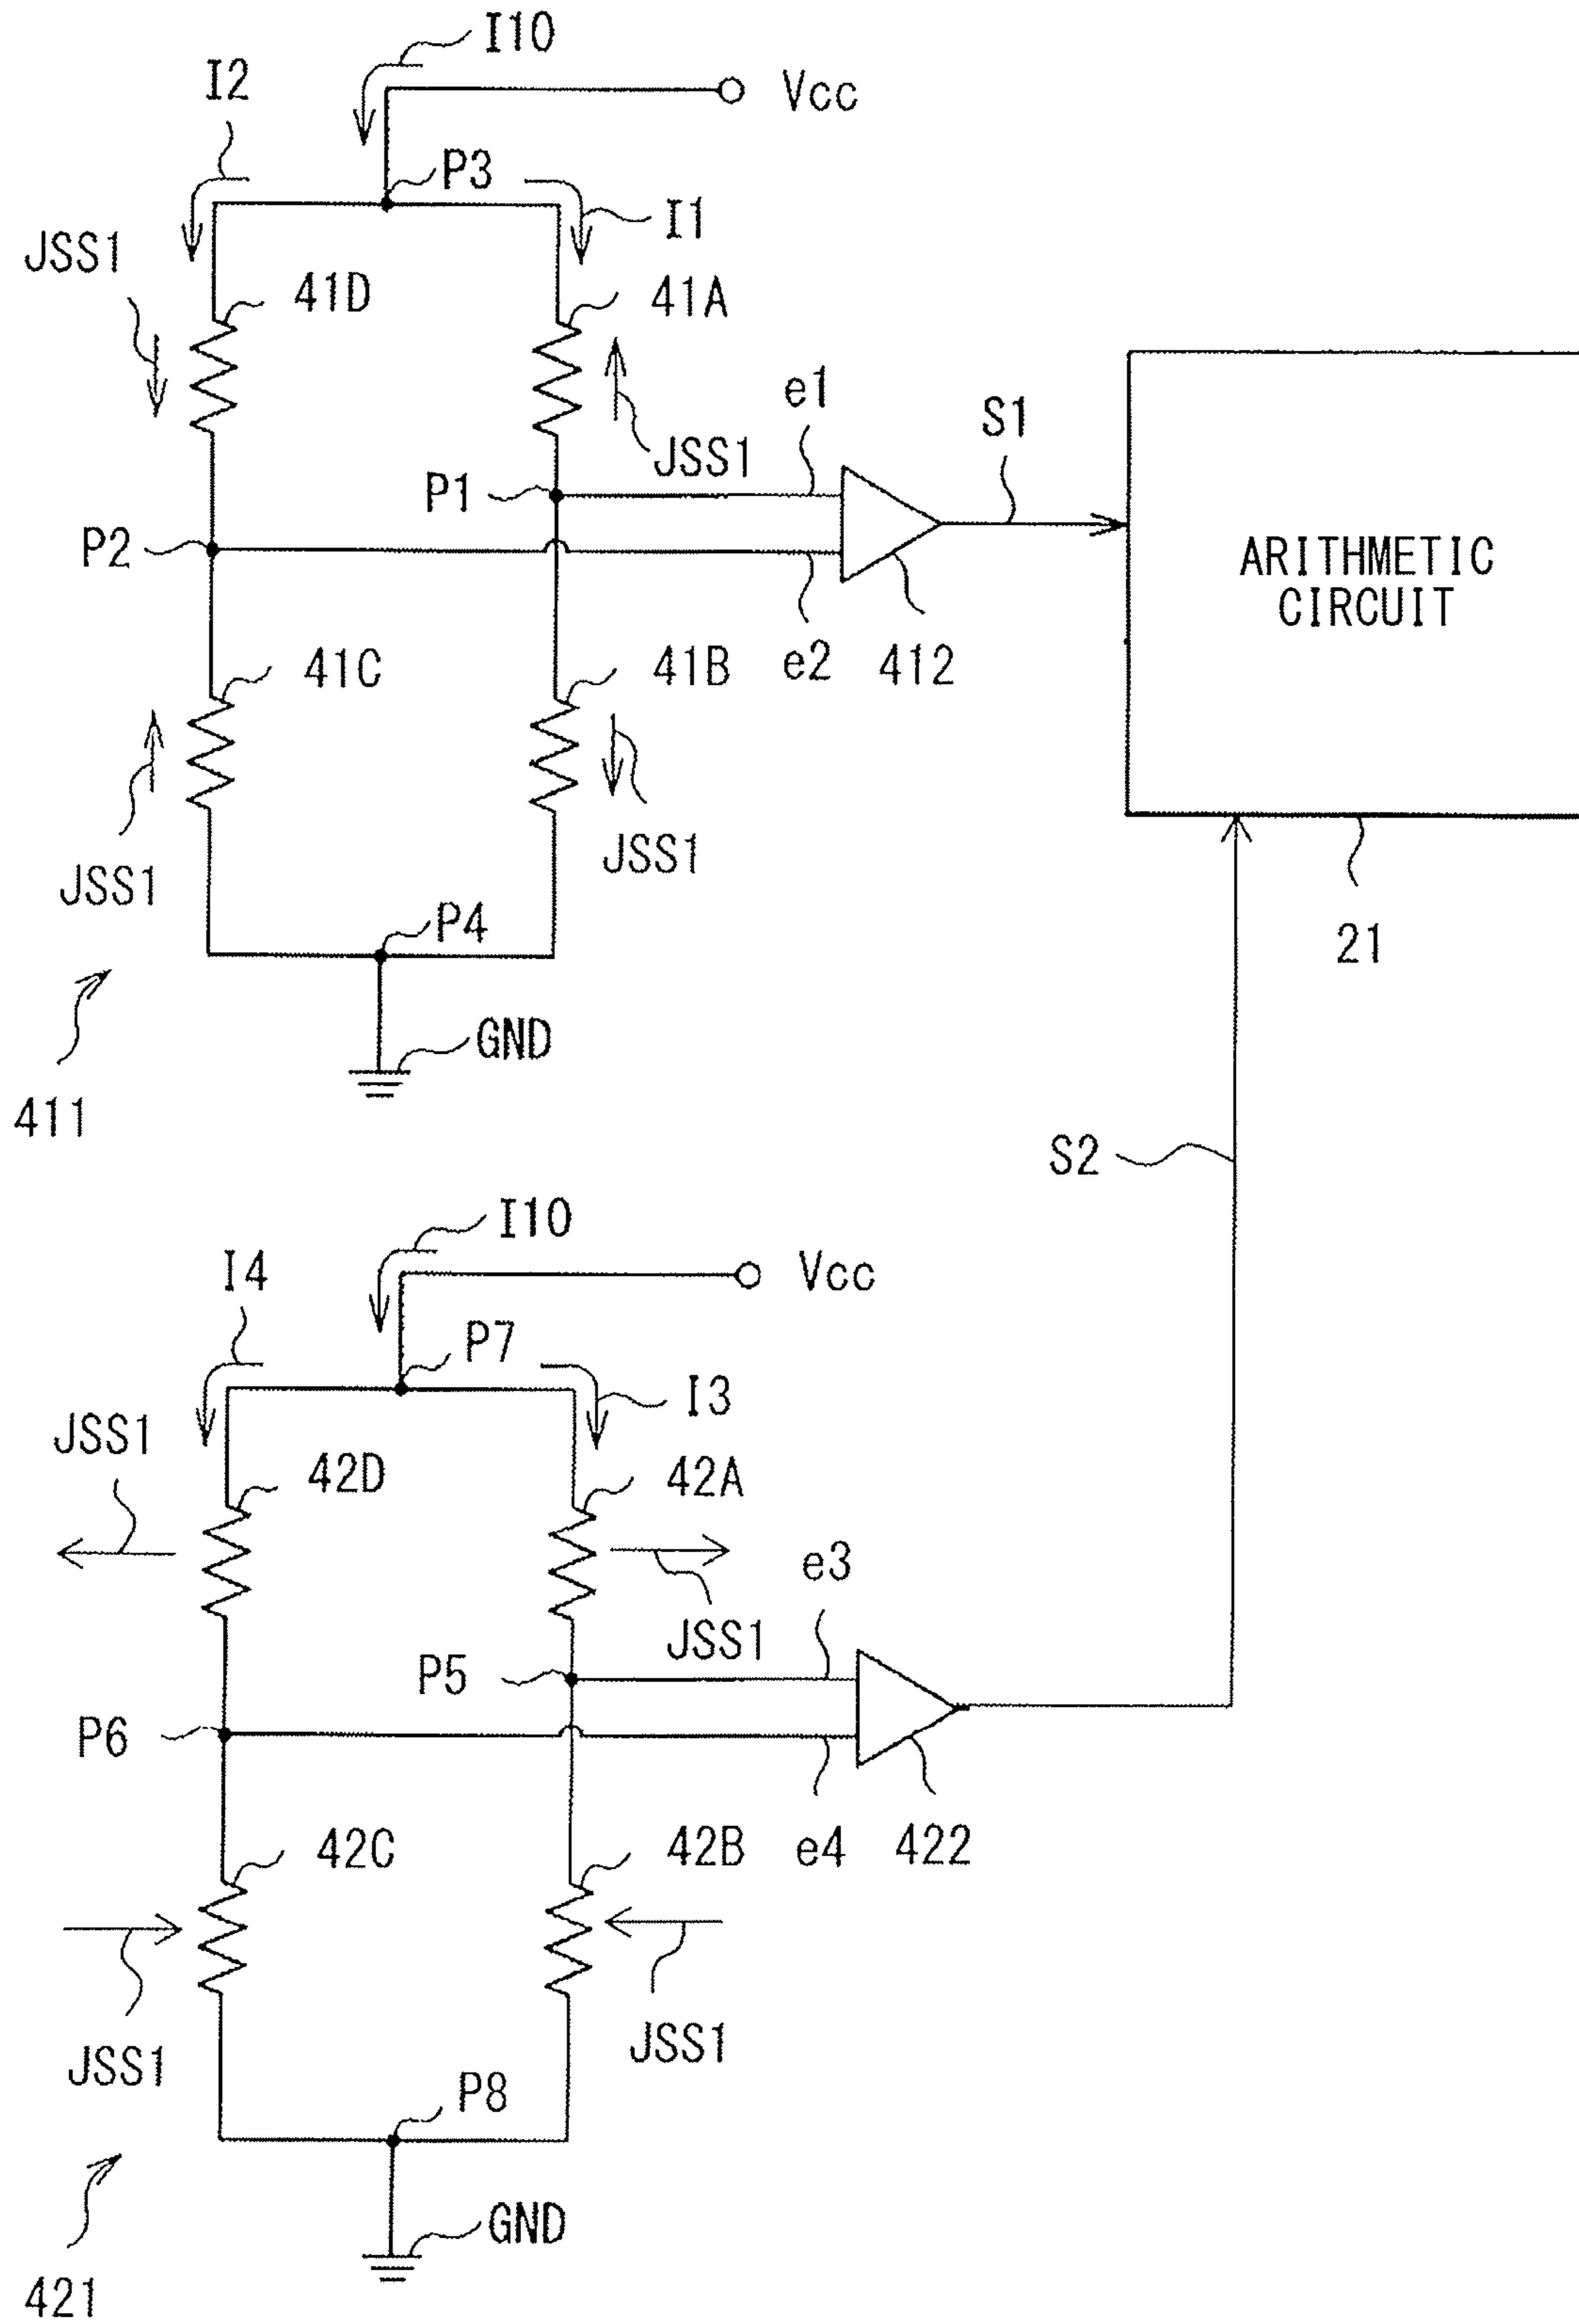 I10
I2
Vcc
P3
I1
JSS1
41D
41A
e1
S1
JSS1
P1
P2
ARITHMETIC
CIRCUIT
41C
41B
e2
412
JSS1
JSS1
P4
21
GND
411
S2
I10
I4
Vcc
P7
I3
JSS1
42D
42A
e3
JSS1
P5
P6
42C
42B
e4
422
JSS1
JSS1
P8
GND
421